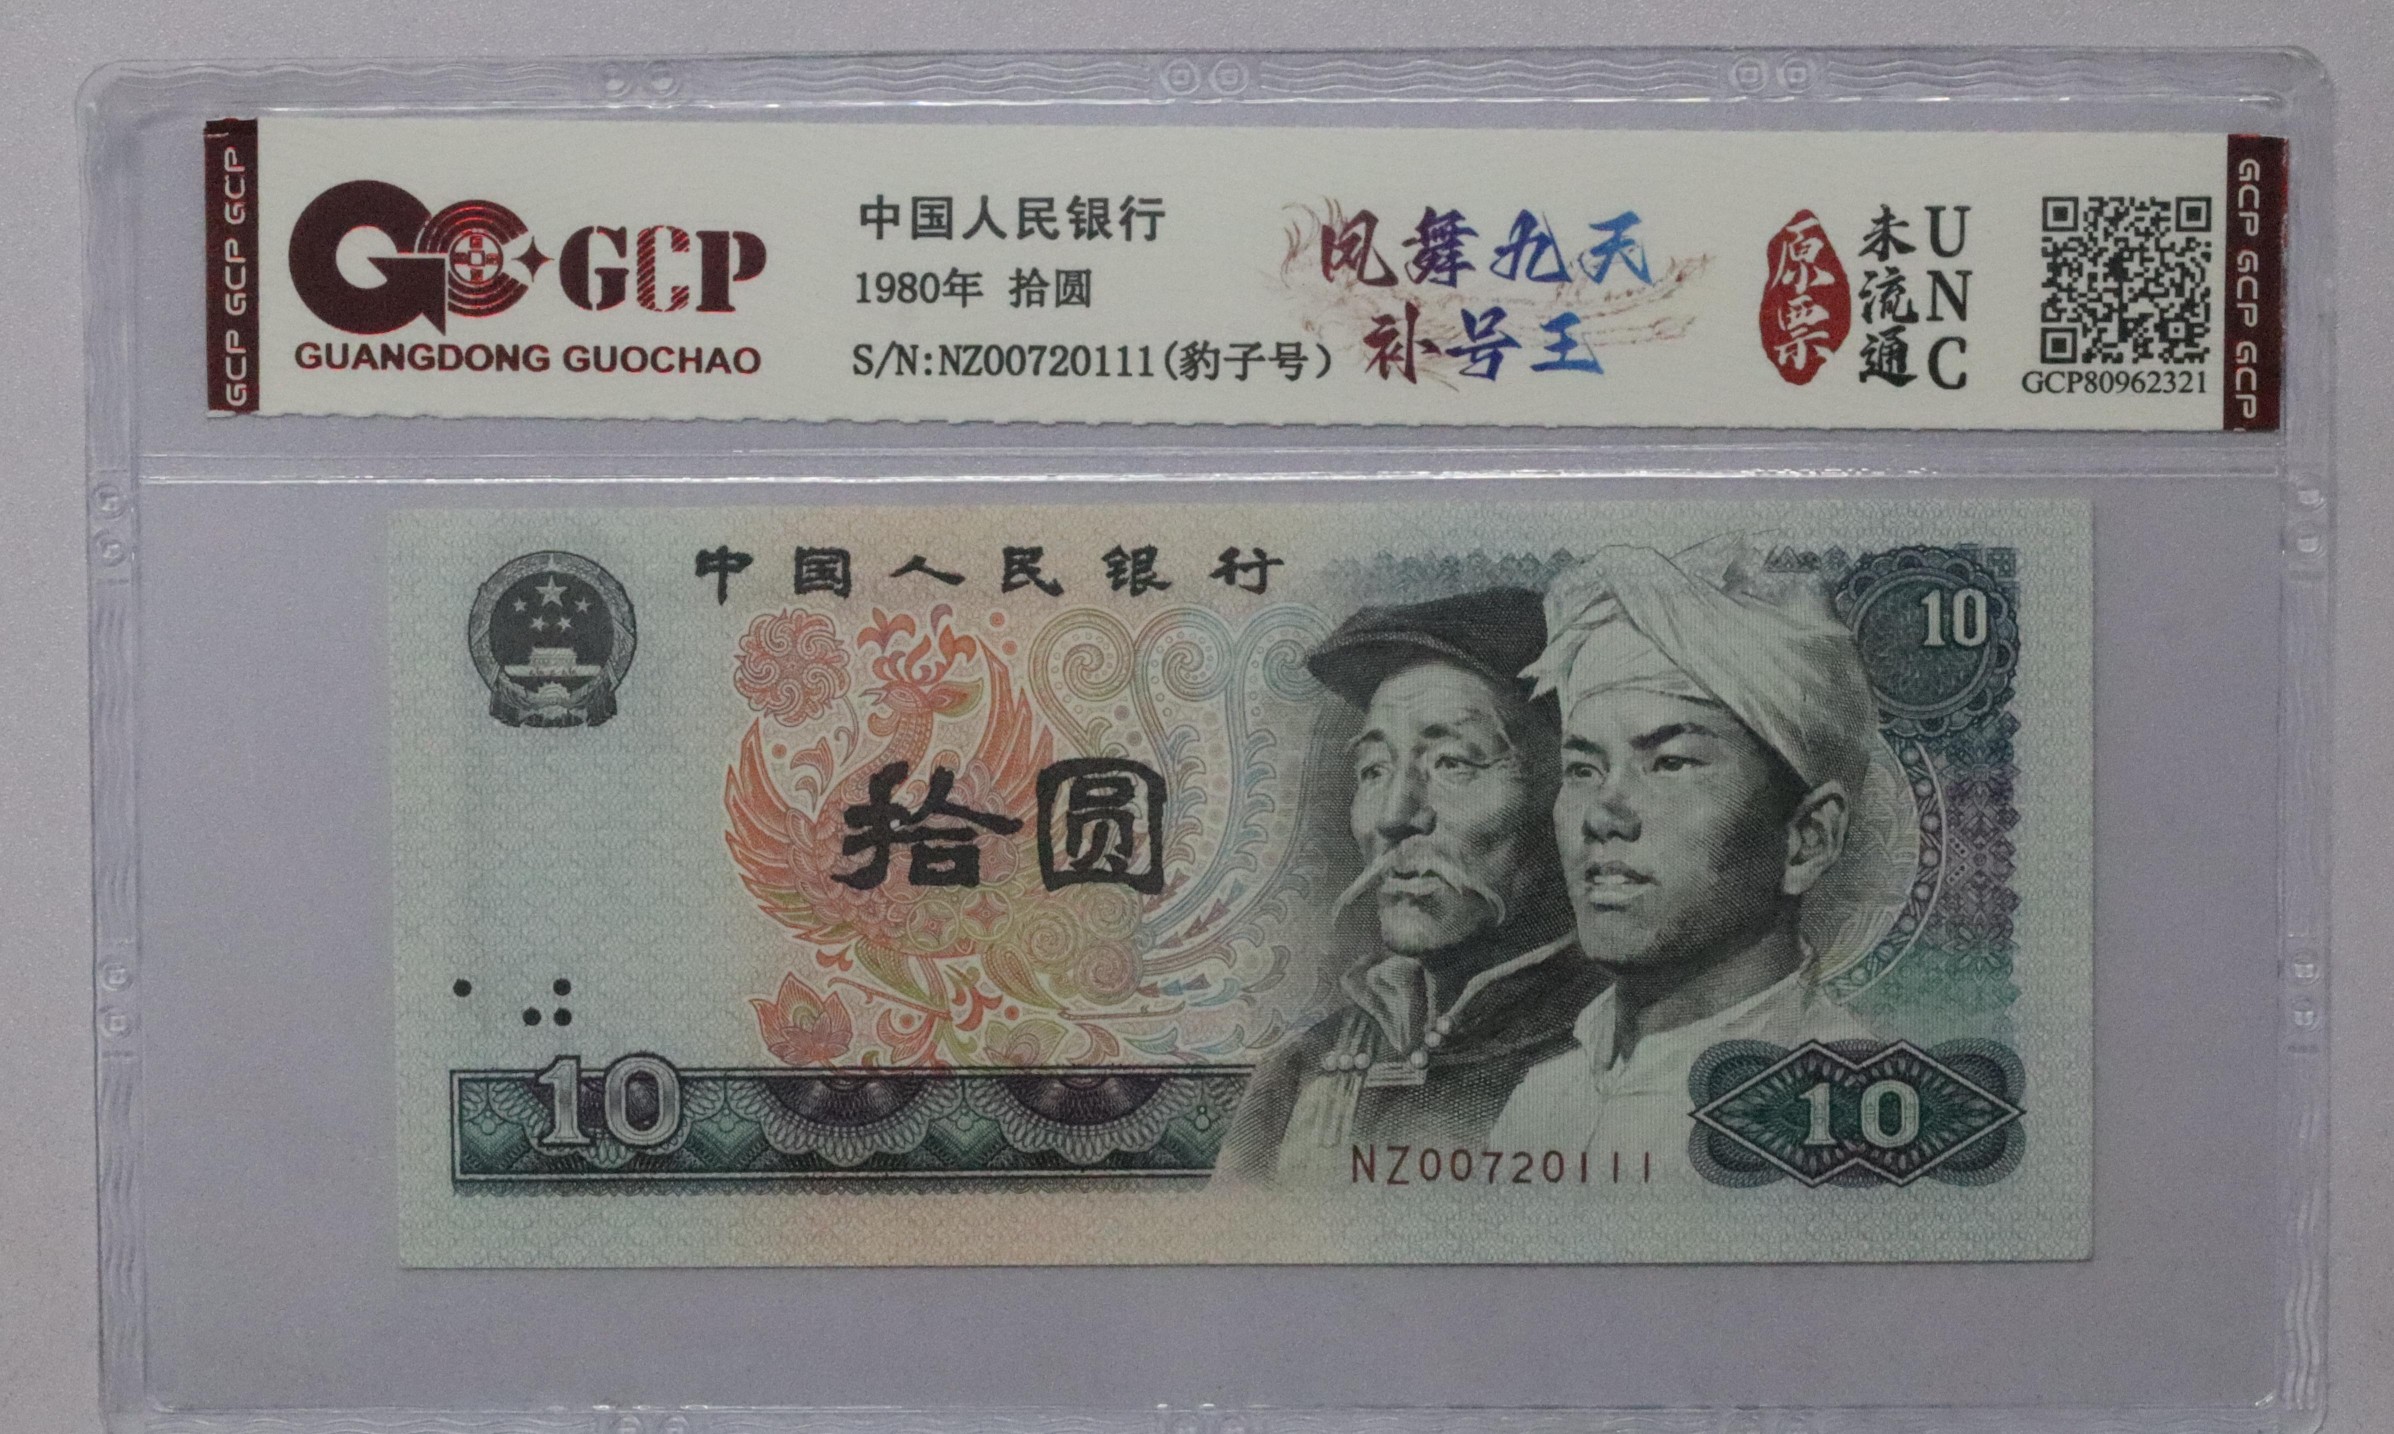 GCP GCP GCP
GCP
GUANGDONG GUOCHAO
中国人民银行
1980年 拾圆
S/N:NZ00720111(豹子号)
凤舞九天
补号王
原票
未流通
UNC
GCP80962321
GCP GCP GCP
中国人民银行
10
拾圆
10
10
NZ00720111